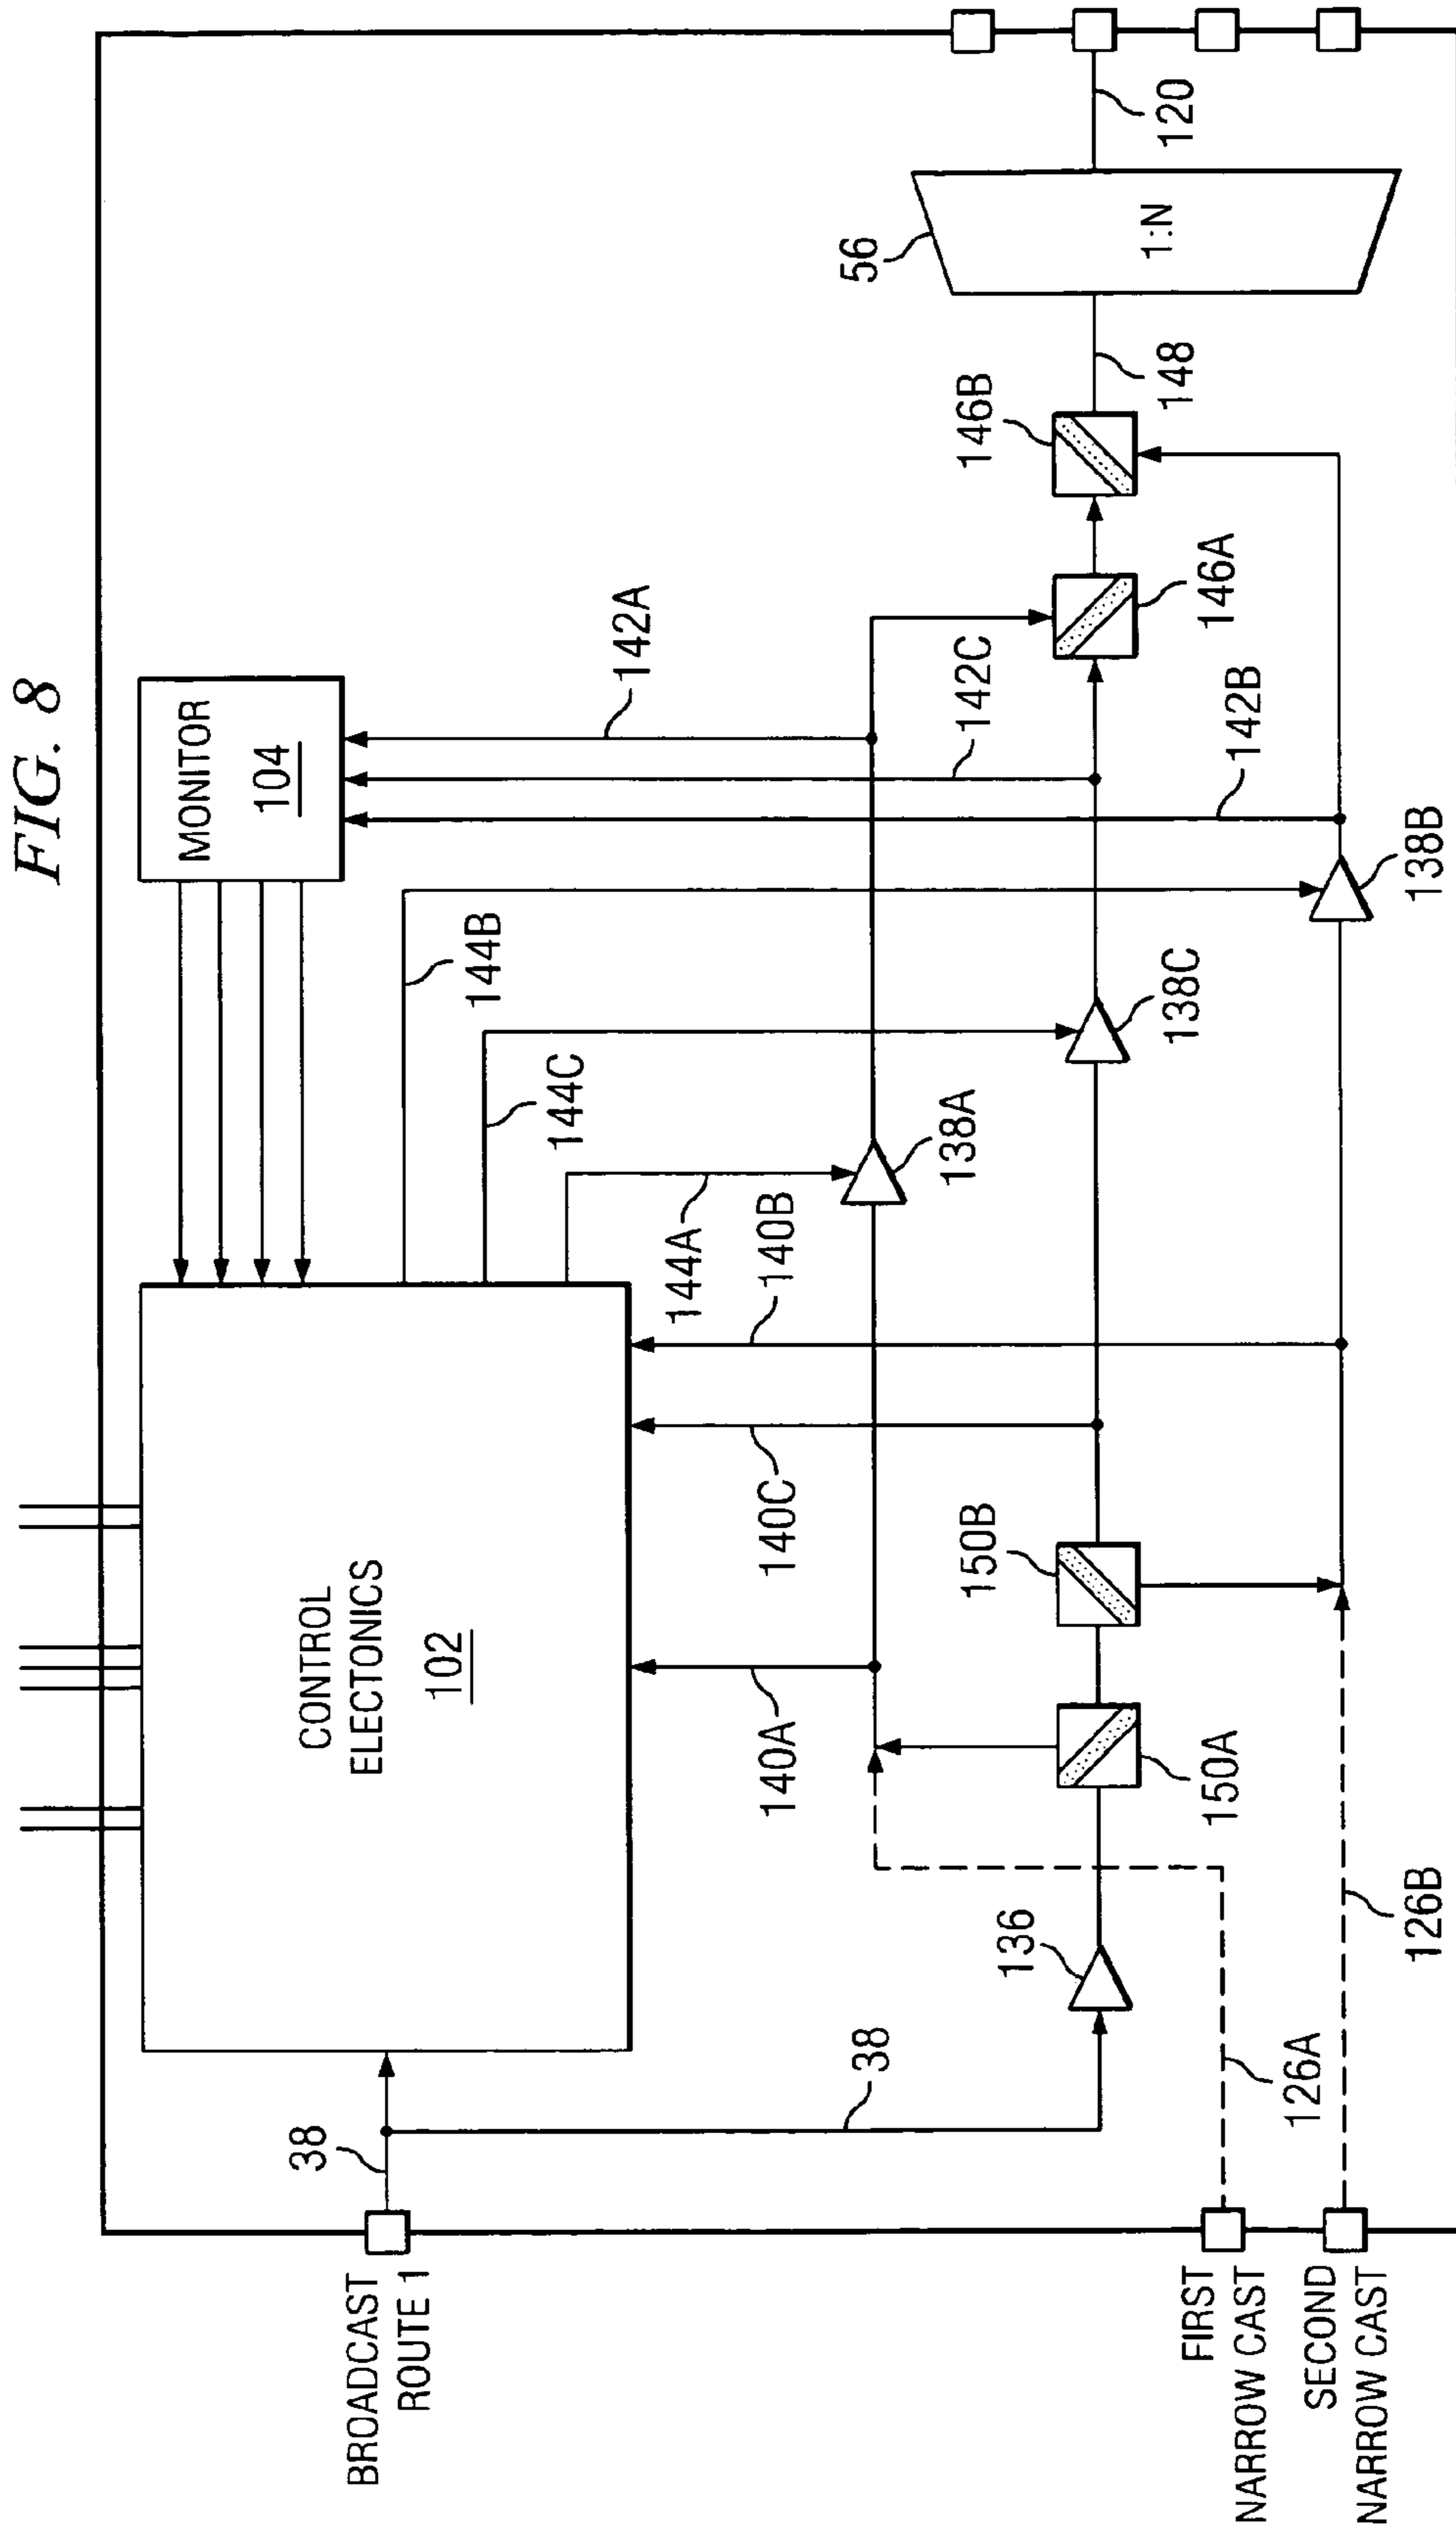 FIG. 8
MONITOR
104
CONTROL
ELECTONICS
102
BROADCAST
ROUTE 1
38
38
136
FIRST
NARROW CAST
SECOND
NARROW CAST
126A
126B
150A
150B
140A
140C
140B
144A
144C
144B
138A
138C
138B
142A
142C
142B
146A
146B
148
56
1:N
120